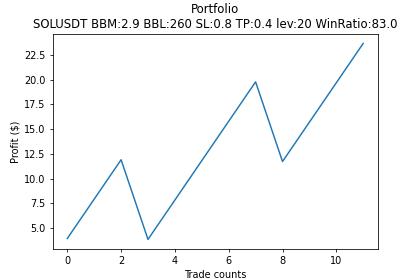 Portfolio
SOLUSDT BBM:2.9 BBL:260 SL:0.8 TP:0.4 lev:20 WinRatio:83.0
Profit ($)
22.5
20.0
17.5
15.0
12.5
10.0
7.5
5.0
0 2 4 6 8 10
Trade counts